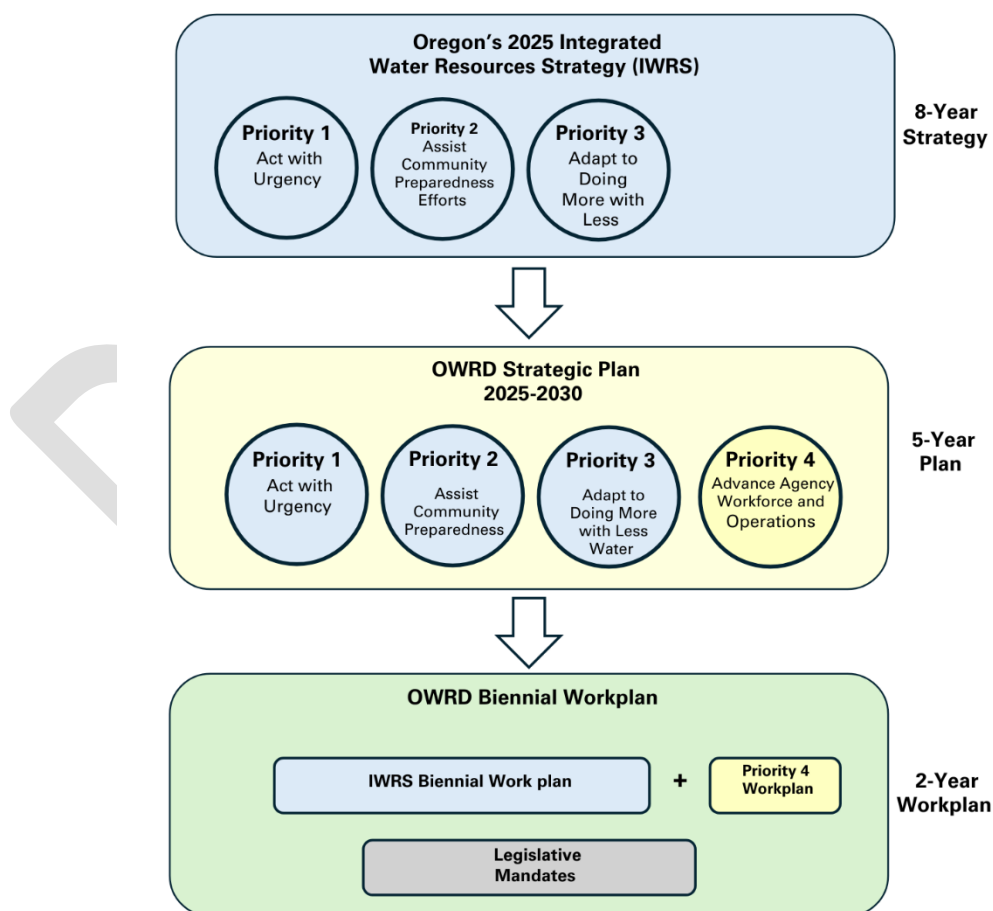 Oregon's 2025 Integrated
Water Resources Strategy (IWRS)
Priority 1
Act with
Urgency
Priority 2
Assist
Community
Preparedness
Efforts
Priority 3
Adapt to
Doing
More with
Less
8-Year
Strategy
OWRD Strategic Plan
2025-2030
Priority 1
Act with
Urgency
Priority 2
Assist
Community
Preparedness
Priority 3
Adapt to
Doing More
with Less
Water
Priority 4
Advance Agency
Workforce and
Operations
5-Year
Plan
OWRD Biennial Workplan
IWRS Biennial Work plan
+
Priority 4
Workplan
Legislative
Mandates
2-Year
Workplan